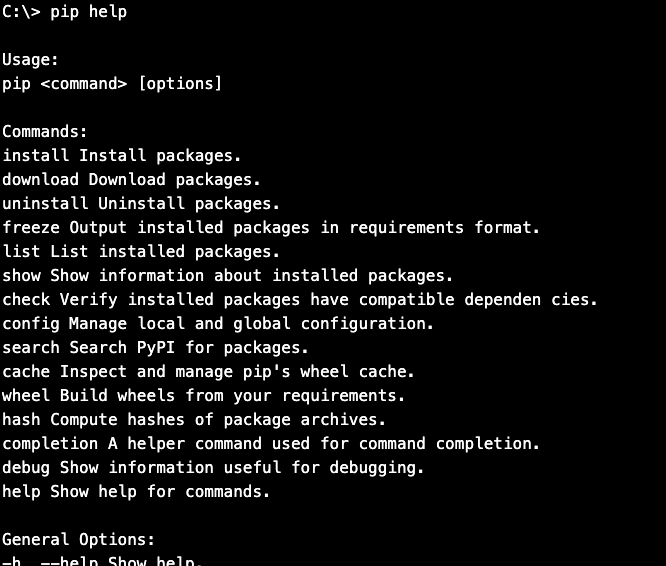 C:\> pip help
Usage:
pip <command> [options]
Commands:
install Install packages.
download Download packages.
uninstall Uninstall packages.
freeze Output installed packages in requirements format.
list List installed packages.
show Show information about installed packages.
check Verify installed packages have compatible dependen cies.
config Manage local and global configuration.
search Search PyPI for packages.
cache Inspect and manage pip's wheel cache.
wheel Build wheels from your requirements.
hash Compute hashes of package archives.
completion A helper command used for command completion.
debug Show information useful for debugging.
help Show help for commands.
General Options:
-h, --help Show help.